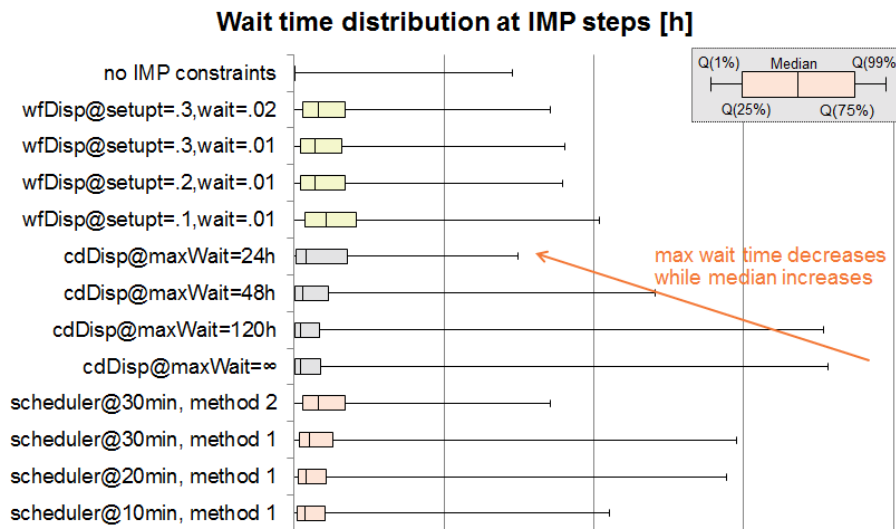 Wait time distribution at IMP steps [h]
Q(1%) Median Q(99%
Q(25%) Q(75%)
no IMP constraints
wfDisp@setupt=.3,wait=.02
wfDisp@setupt=.3,wait=.01
wfDisp@setupt=.2,wait=.01
wfDisp@setupt=.1,wait=.01
cdDisp@maxWait=24h
max wait time decreases
while median increases
cdDisp@maxWait=48h
cdDisp@maxWait=120h
cdDisp@maxWait=∞
scheduler@30min, method 2
scheduler@30min, method 1
scheduler@20min, method 1
scheduler@10min, method 1